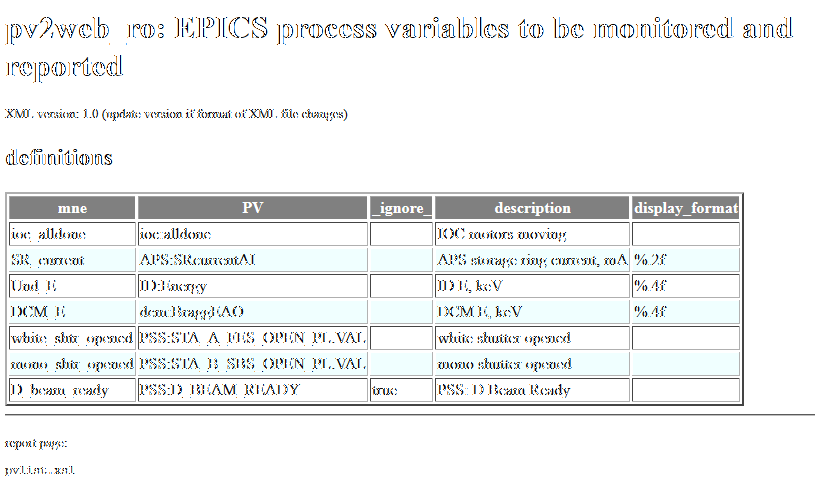 pv2web_ro: EPICS process variables to be monitored and
reported
XML version: 1.0 (update version if format of XML file changes)
definitions
mne PV _ignore_ description display_format
ioc_alldone ioc:alldone IOC motors moving
SR_current APS:SRcurrentAI APS storage ring current, mA %.2f
Und_E ID:Energy ID E, keV %.4f
DCM_E dcm:BraggEAO DCM E, keV %.4f
white_shtr_opened PSS:STA_A_FES_OPEN_PL.VAL white shutter opened
mono_shtr_opened PSS:STA_B_SBS_OPEN_PL.VAL mono shutter opened
D_beam_ready PSS:D_BEAM_READY true PSS: D Beam Ready
report page:
pvlist.xsl